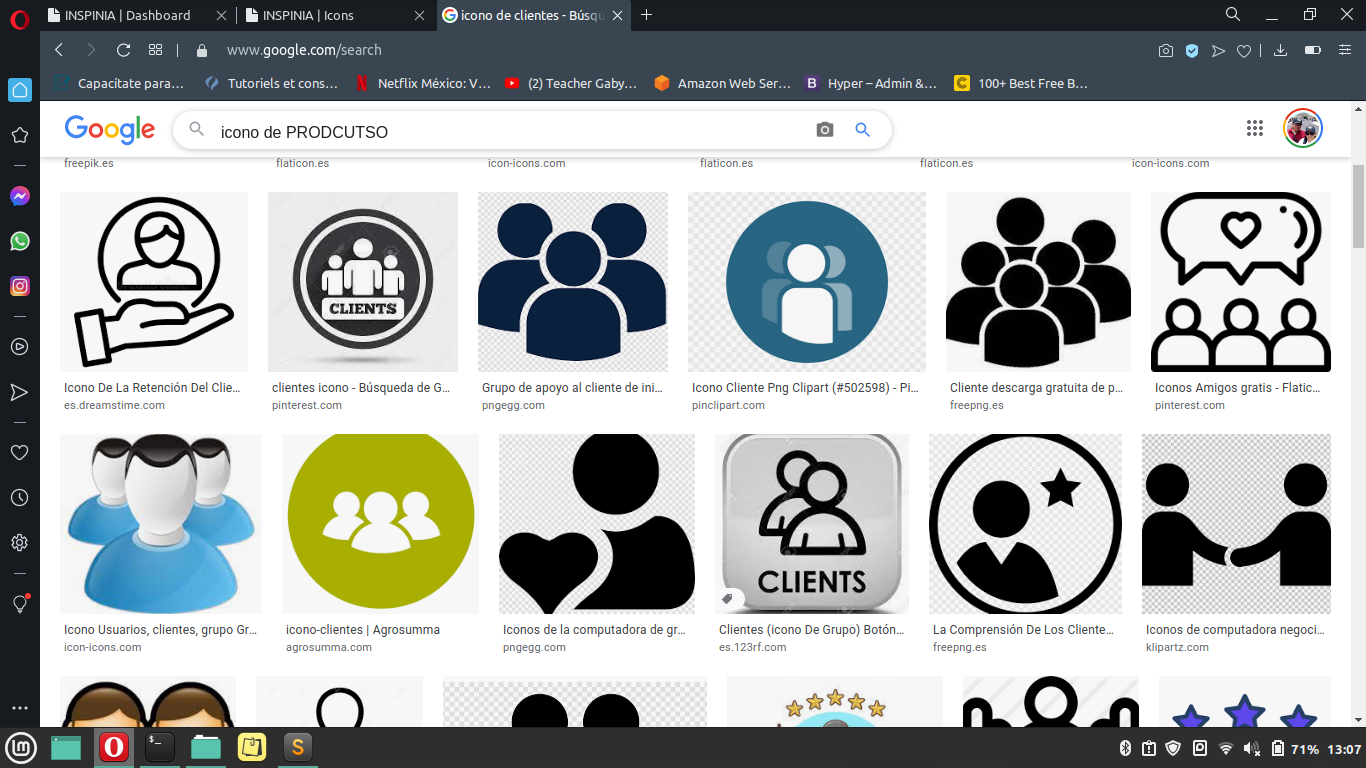 INSPINIA | Dashboard
INSPINIA | Icons
icono de clientes - Búsqu
www.google.com/search
Capacítate para…
Tutoriels et cons…
Netflix México: V…
(2) Teacher Gaby…
Amazon Web Ser…
Hyper – Admin &…
100+ Best Free B…
Google
icono de PRODCUTSO
freepik.es
flaticon.es
icon-icons.com
flaticon.es
flaticon.es
icon-icons.com
CLIENTS
Icono De La Retención Del Clie...
clientes icono - Búsqueda de G...
Grupo de apoyo al cliente de ini...
Icono Cliente Png Clipart (#502598) - Pi...
Cliente descarga gratuita de p...
Iconos Amigos gratis - Flatic...
es.dreamstime.com
pinterest.com
pngegg.com
pinclipart.com
freepng.es
pinterest.com
CLIENTS
Icono Usuarios, clientes, grupo Gr...
icono-clientes | Agrosumma
Iconos de la computadora de gr...
Clientes (icono De Grupo) Botón...
La Comprensión De Los Cliente...
Iconos de computadora negoci...
icon-icons.com
agrosumma.com
pngegg.com
es.123rf.com
freepng.es
klipartz.com
71%
13:07